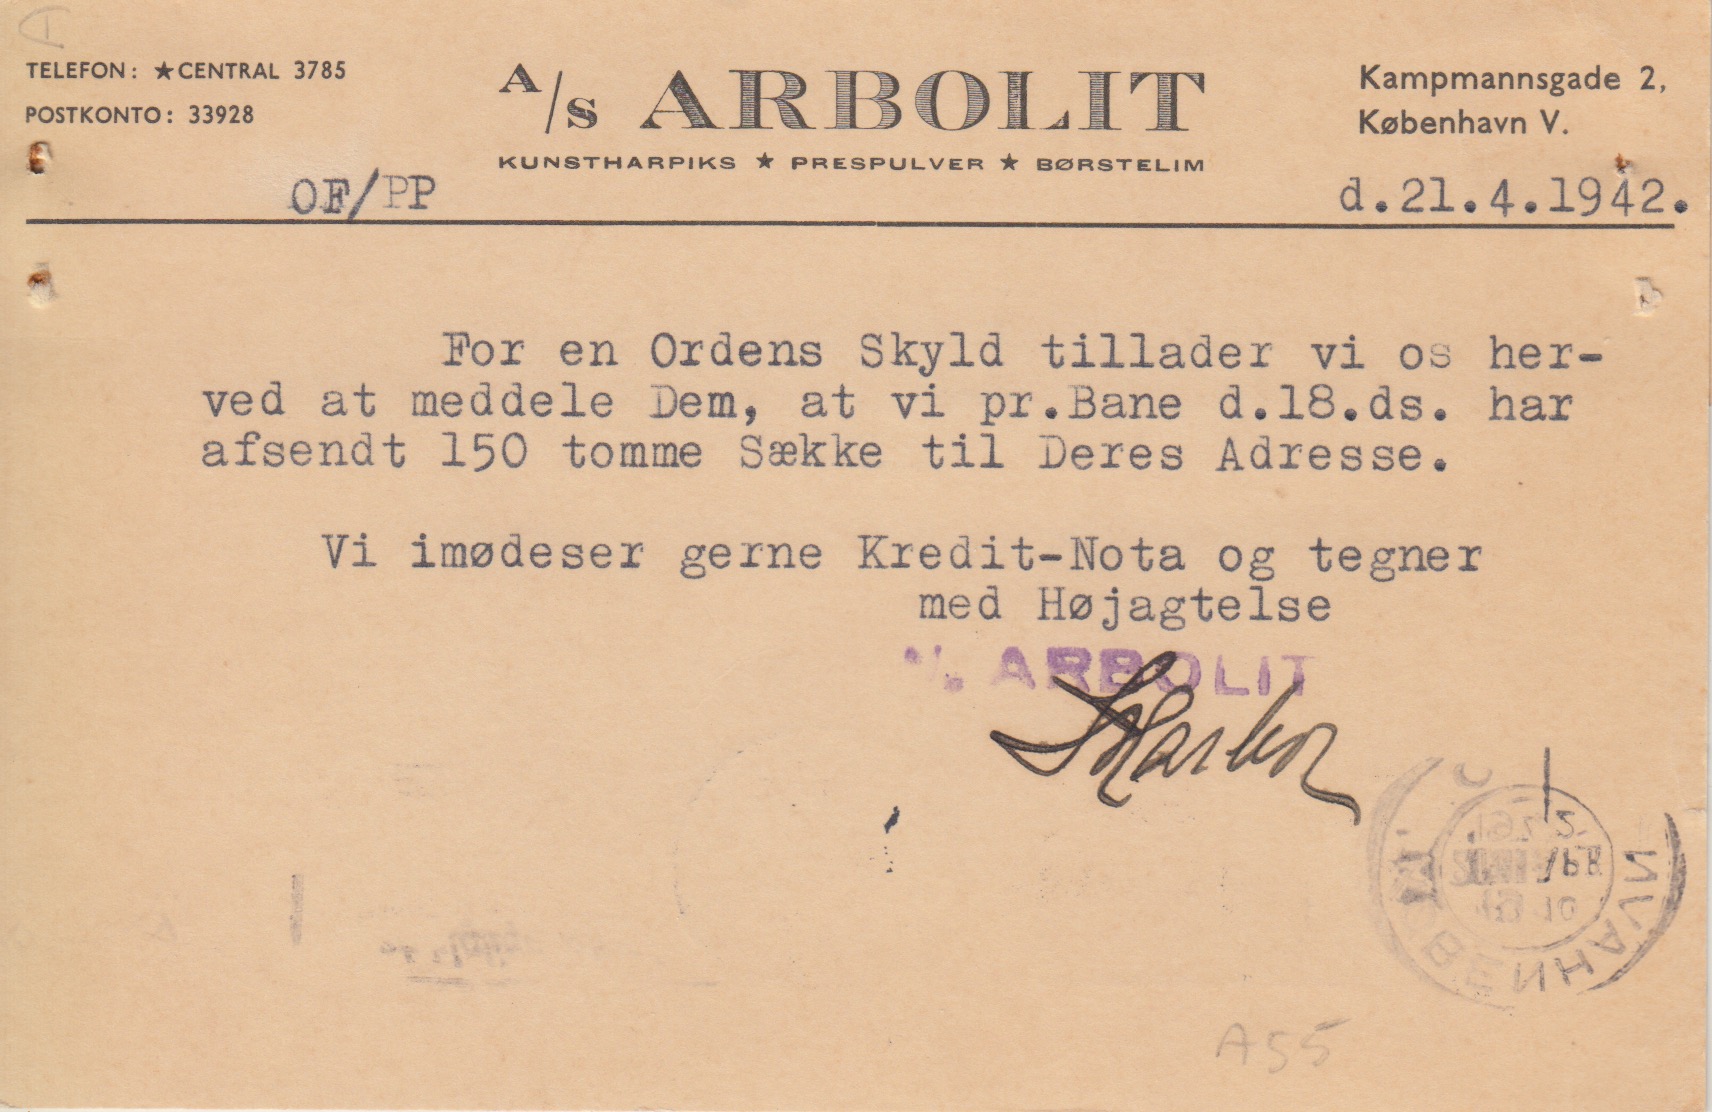 TELEFON: ★CENTRAL 3785
POSTKONTO: 33928
A/S ARBOLIT
KUNSTHARPIKS ★ PRESPULVER ★ BØRSTELIM
Kampmannsgade 2,
København V.
OF/PP
d.21.4.1942.
For en Ordens Skyld tillader vi os her-
ved at meddele Dem, at vi pr.Bane d.18.ds. har
afsendt 150 tomme Sække til Deres Adresse.
Vi imødeser gerne Kredit-Nota og tegner
med Højagtelse
ARBOLIT
A55